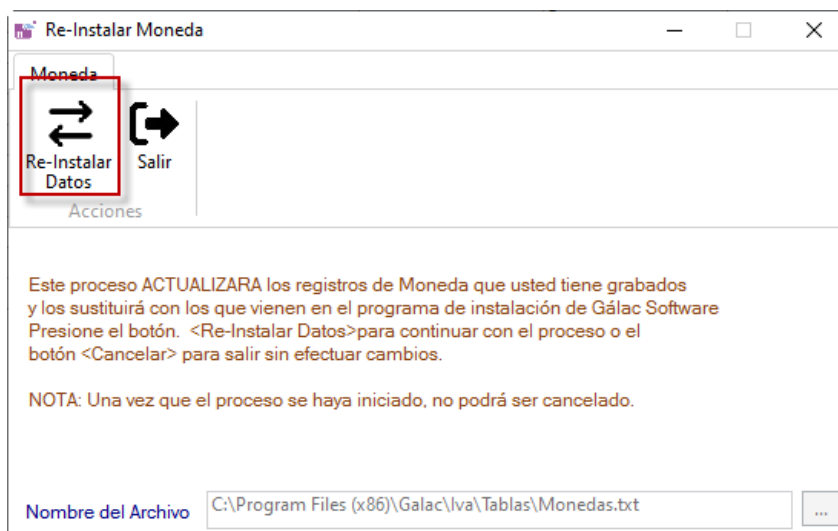 Re-Instalar Moneda
Moneda
Re-Instalar
Datos
Salir
Acciones
Este proceso ACTUALIZARA los registros de Moneda que usted tiene grabados
y los sustituirá con los que vienen en el programa de instalación de Gálac Software
Presione el botón. <Re-Instalar Datos>para continuar con el proceso o el
botón <Cancelar> para salir sin efectuar cambios.
NOTA: Una vez que el proceso se haya iniciado, no podrá ser cancelado.
Nombre del Archivo C:\Program Files (x86)\Galac\Iva\Tablas\Monedas.txt ...